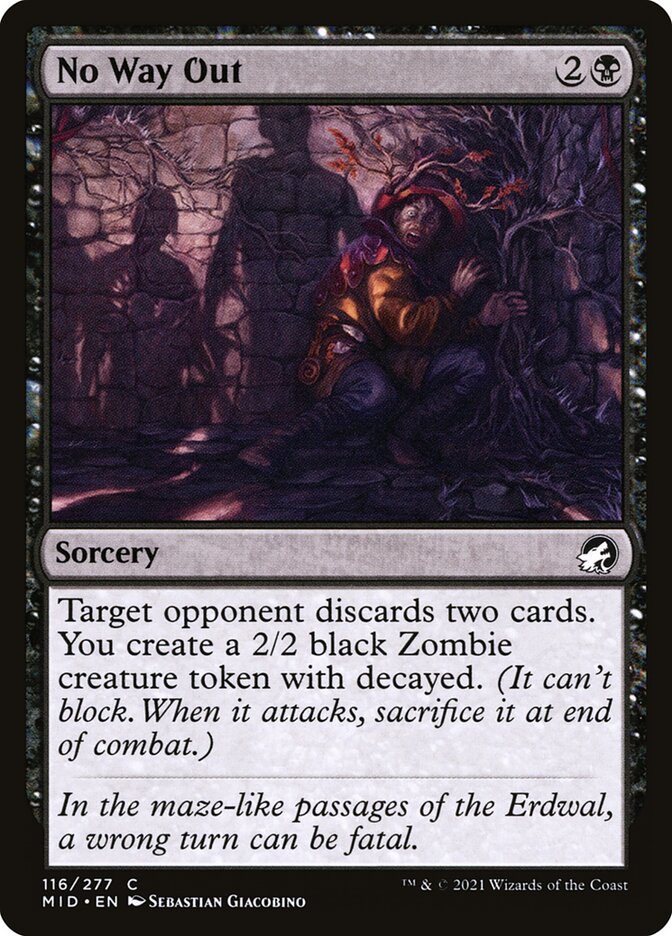 No Way Out 2
Sorcery
Target opponent discards two cards.
You create a 2/2 black Zombie
creature token with decayed. (It can't
block. When it attacks, sacrifice it at end
of combat.)
In the maze-like passages of the Erdwal,
a wrong turn can be fatal.
116/277 C
™ & © 2021 Wizards of the Coast
MID • EN Sebastian Giacobino